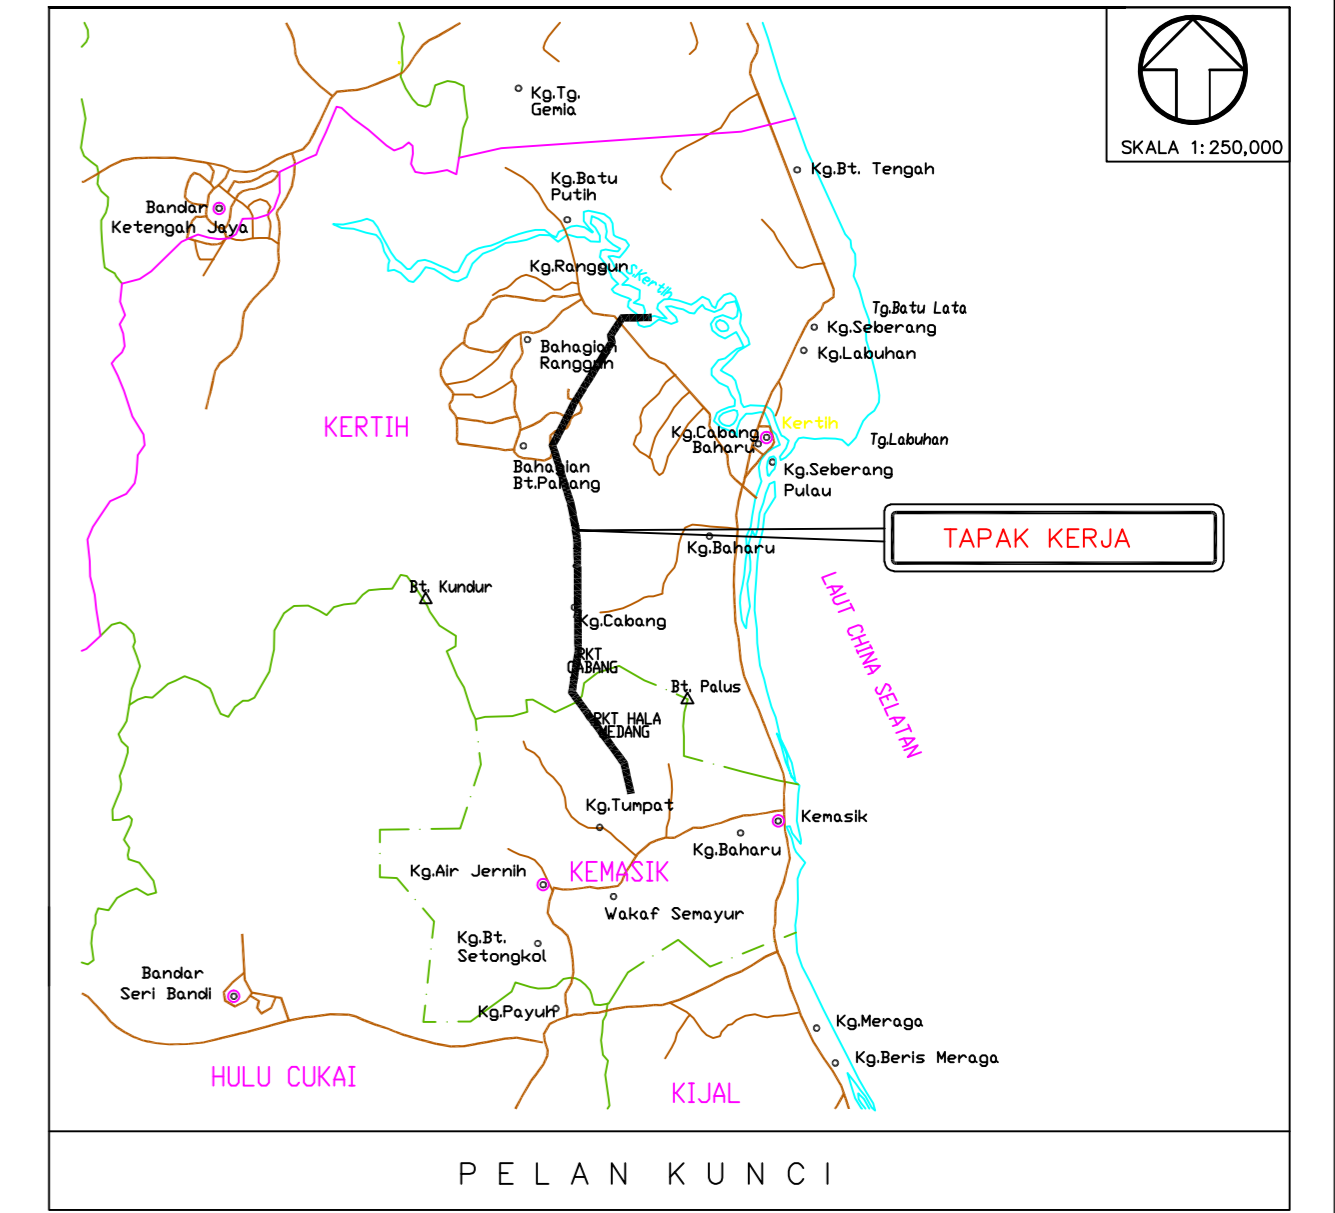 SKALA 1:250,000
Kg.Tg.
Gemia
Kg.Bt. Tengah
Kg.Batu
Putih
Bandar
Ketengah Jaya
Kg.Ranggun
S.Kertih
Tg.Batu Lata
Kg.Seberang
Kg.Labuhan
Bahagian
Ranggun
KERTIH
Kertih
Kg.Cabang
Baharu
Tg.Labuhan
Bahagian
Bt.Pahang
Kg.Seberang
Pulau
TAPAK KERJA
Kg.Baharu
Bt. Kundur
LAUT CHINA SELATAN
Kg.Cabang
RKT
CABANG
Bt. Palus
RKT HALA
MEDANG
Kg.Tumpat
Kemasik
Kg.Baharu
Kg.Air Jernih
KEMASIK
Wakaf Semayur
Kg.Bt.
Setongkol
Bandar
Seri Bandi
Kg.Payuh
Kg.Meraga
Kg.Beris Meraga
HULU CUKAI
KIJAL
PELAN KUNCI